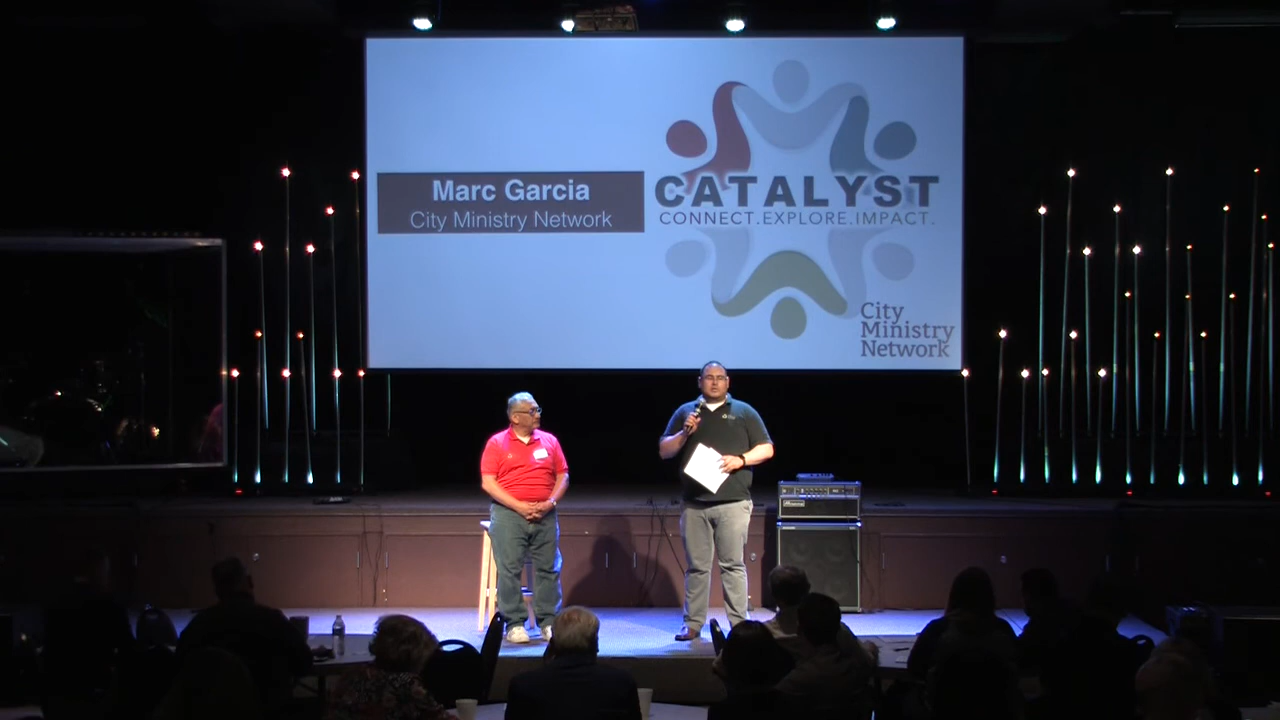 Marc Garcia
City Ministry Network
CATALYST
CONNECT.EXPLORE.IMPACT.
City
Ministry
Network